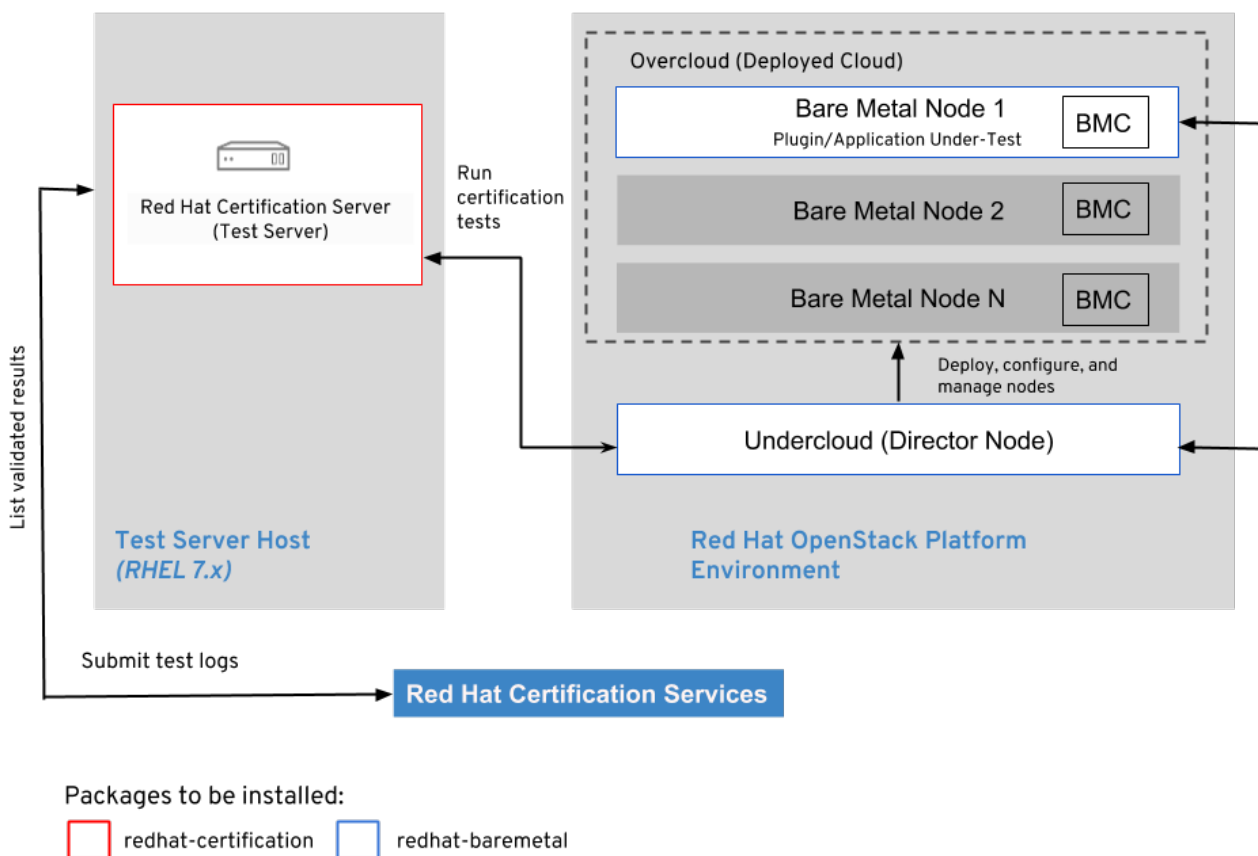 Overcloud (Deployed Cloud)
Bare Metal Node 1
Plugin/Application Under-Test
BMC
Bare Metal Node 2
BMC
Bare Metal Node N
BMC
Deploy, configure, and
manage nodes
Undercloud (Director Node)
Red Hat OpenStack Platform
Environment
Red Hat Certification Server
(Test Server)
Run
certification
tests
Test Server Host
(RHEL 7.x)
List validated results
Submit test logs
Red Hat Certification Services
Packages to be installed:
redhat-certification
redhat-baremetal